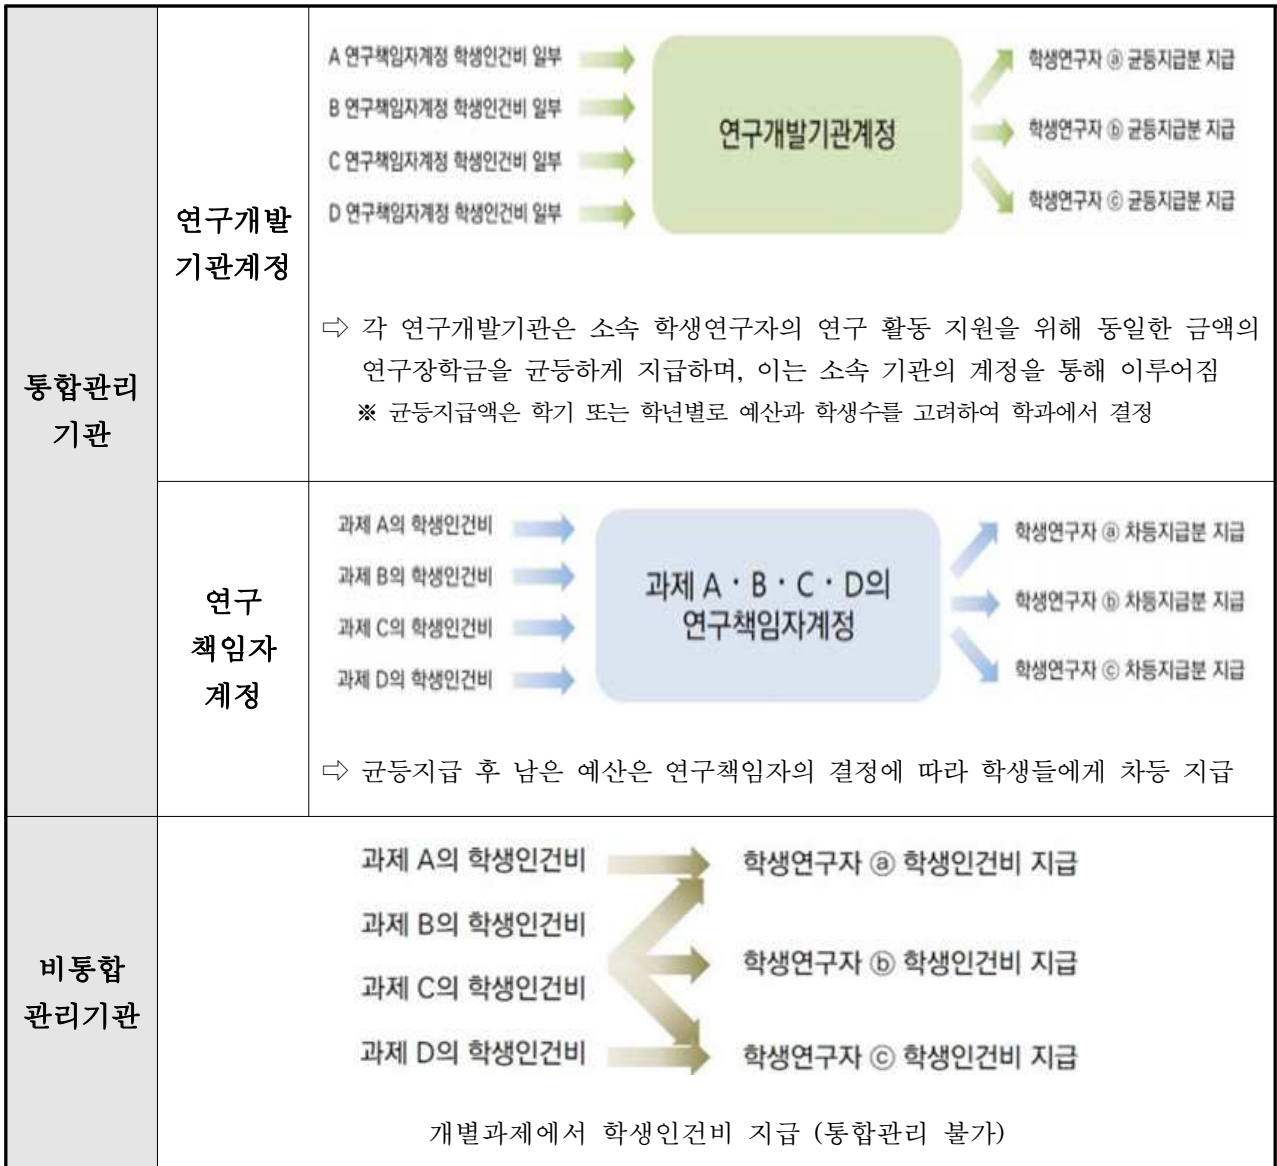 통합관리
기관
연구개발
기관계정
A 연구책임자계정 학생인건비 일부
B 연구책임자계정 학생인건비 일부
C 연구책임자계정 학생인건비 일부
D 연구책임자계정 학생인건비 일부
연구개발기관계정
학생연구자 ⓐ 균등지급분 지급
학생연구자 ⓑ 균등지급분 지급
학생연구자 ⓒ 균등지급분 지급
⇨ 각 연구개발기관은 소속 학생연구자의 연구 활동 지원을 위해 동일한 금액의
연구장학금을 균등하게 지급하며, 이는 소속 기관의 계정을 통해 이루어짐
※ 균등지급액은 학기 또는 학년별로 예산과 학생수를 고려하여 학과에서 결정
연구
책임자
계정
과제 A의 학생인건비
과제 B의 학생인건비
과제 C의 학생인건비
과제 D의 학생인건비
과제 A · B · C · D의
연구책임자계정
학생연구자 ⓐ 차등지급분 지급
학생연구자 ⓑ 차등지급분 지급
학생연구자 ⓒ 차등지급분 지급
⇨ 균등지급 후 남은 예산은 연구책임자의 결정에 따라 학생들에게 차등 지급
비통합
관리기관
과제 A의 학생인건비
과제 B의 학생인건비
과제 C의 학생인건비
과제 D의 학생인건비
학생연구자 ⓐ 학생인건비 지급
학생연구자 ⓑ 학생인건비 지급
학생연구자 ⓒ 학생인건비 지급
개별과제에서 학생인건비 지급 (통합관리 불가)